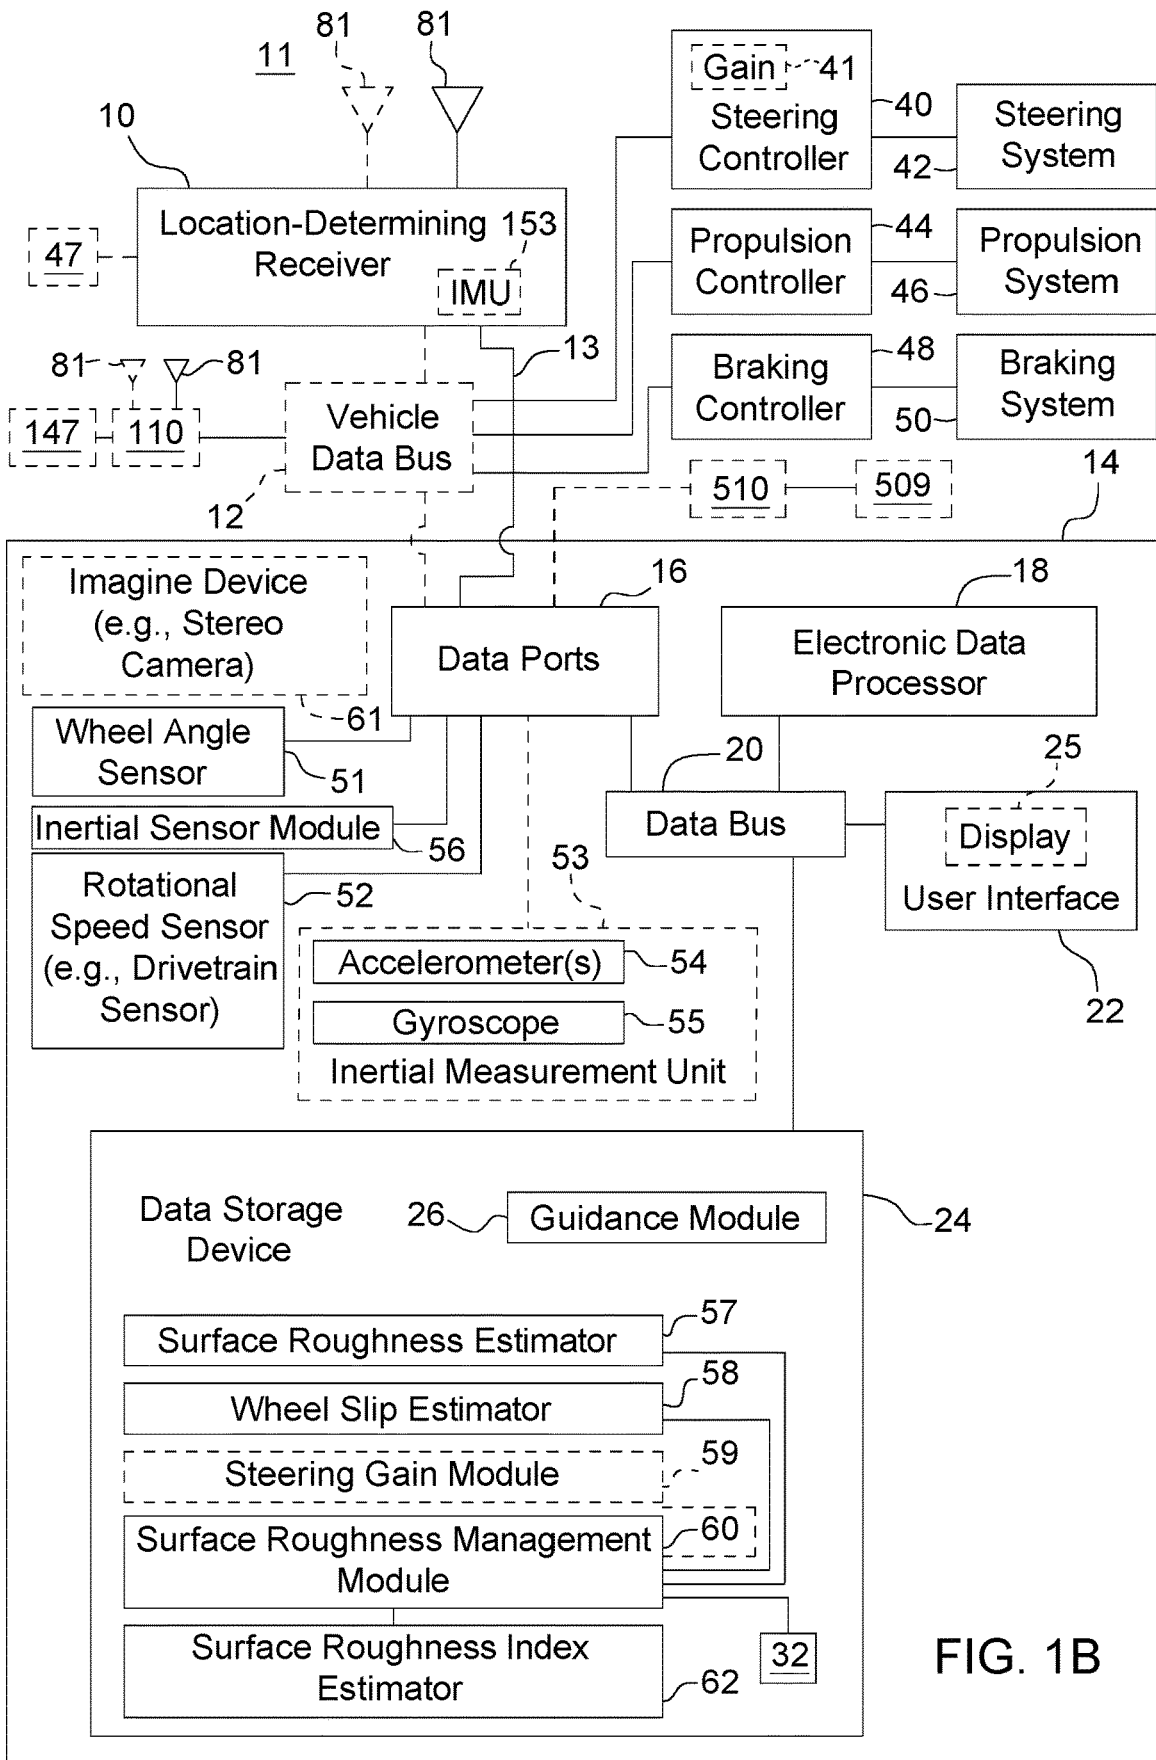 81
81
11
Gain
41
10
40
Steering
Controller
Steering
System
42
Location-Determining
Receiver
153
IMU
47
44
Propulsion
Controller
Propulsion
System
46
13
81
81
48
Braking
Controller
Braking
System
50
147
110
Vehicle
Data Bus
12
510
509
14
Imagine Device
(e.g., Stereo
Camera)
61
16
Data Ports
18
Electronic Data
Processor
Wheel Angle
Sensor
51
20
Data Bus
25
Display
User Interface
22
Inertial Sensor Module
56
53
Rotational
Speed Sensor
(e.g., Drivetrain
Sensor)
52
Accelerometer(s)
54
Gyroscope
55
Inertial Measurement Unit
Data Storage
Device
26
Guidance Module
24
57
Surface Roughness Estimator
58
Wheel Slip Estimator
59
Steering Gain Module
Surface Roughness Management
Module
60
Surface Roughness Index
Estimator
62
32
FIG. 1B